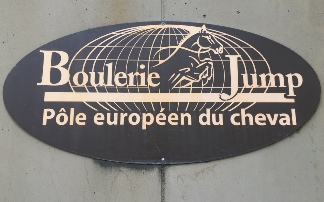 Boulerie Jump
Pôle européen du cheval